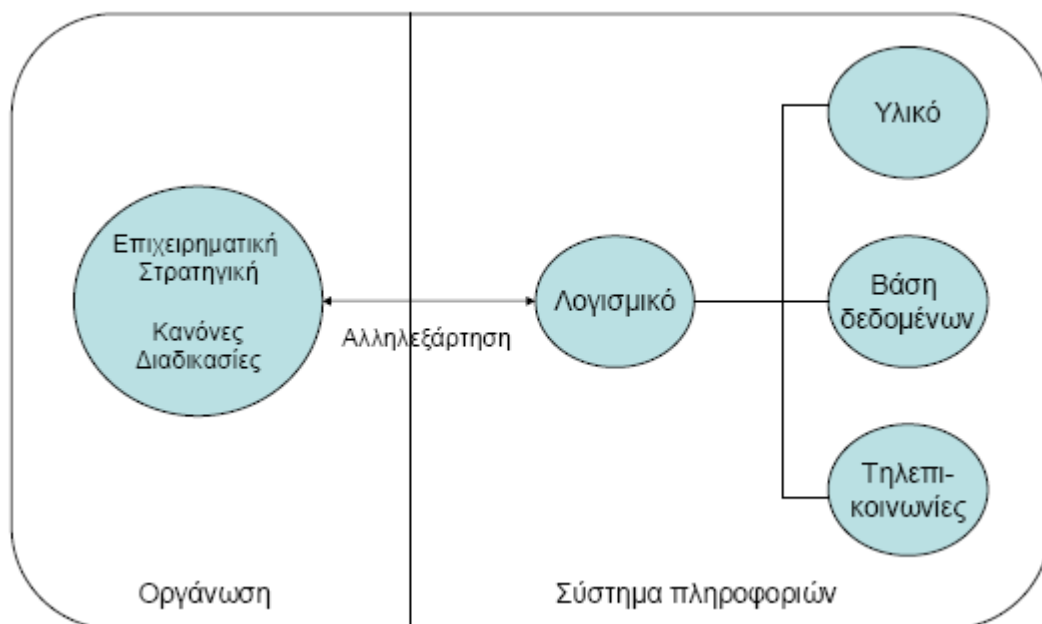 Επιχειρηματική
Στρατηγική
Κανόνες
Διαδικασίες
Αλληλεξάρτηση
Λογισμικό
Υλικό
Βάση
δεδομένων
Τηλεπι-
κοινωνίες
Οργάνωση
Σύστημα πληροφοριών